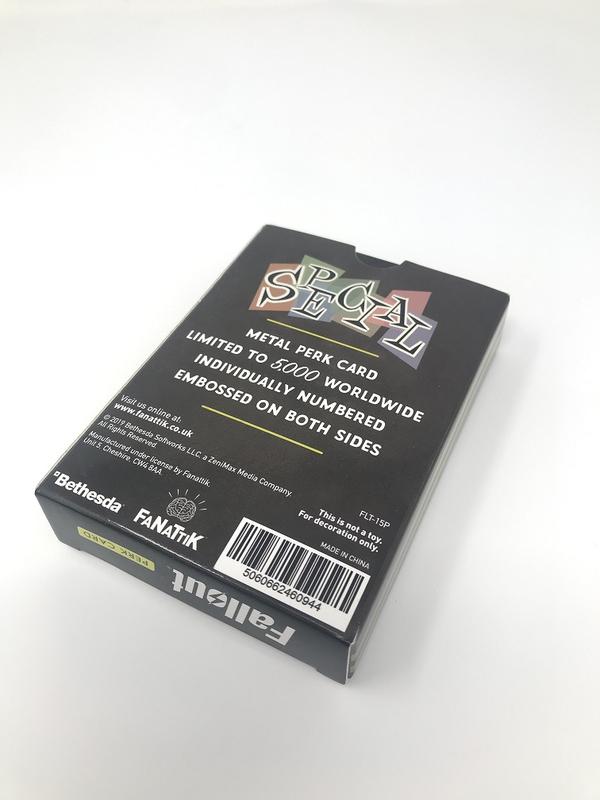 SPECIAL
METAL PERK CARD
LIMITED TO 5000 WORLDWIDE
INDIVIDUALLY NUMBERED
EMBOSSED ON BOTH SIDES
Visit us online at:
www.fanattik.co.uk
© 2019 Bethesda Softworks LLC, a ZeniMax Media Company.
All Rights Reserved
Manufactured under license by Fanattik.
Unit 5, Cheshire, CW4 8AA.
Bethesda
FANATTIK
FLT-15P
This is not a toy.
For decoration only.
MADE IN CHINA
5060662460944
Fallout
PERK CARD